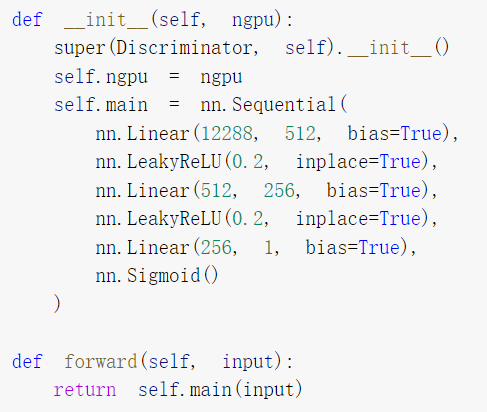 def __init__(self, ngpu):
    super(Discriminator, self).__init__()
    self.ngpu = ngpu
    self.main = nn.Sequential(
        nn.Linear(12288, 512, bias=True),
        nn.LeakyReLU(0.2, inplace=True),
        nn.Linear(512, 256, bias=True),
        nn.LeakyReLU(0.2, inplace=True),
        nn.Linear(256, 1, bias=True),
        nn.Sigmoid()
    )

def forward(self, input):
    return self.main(input)